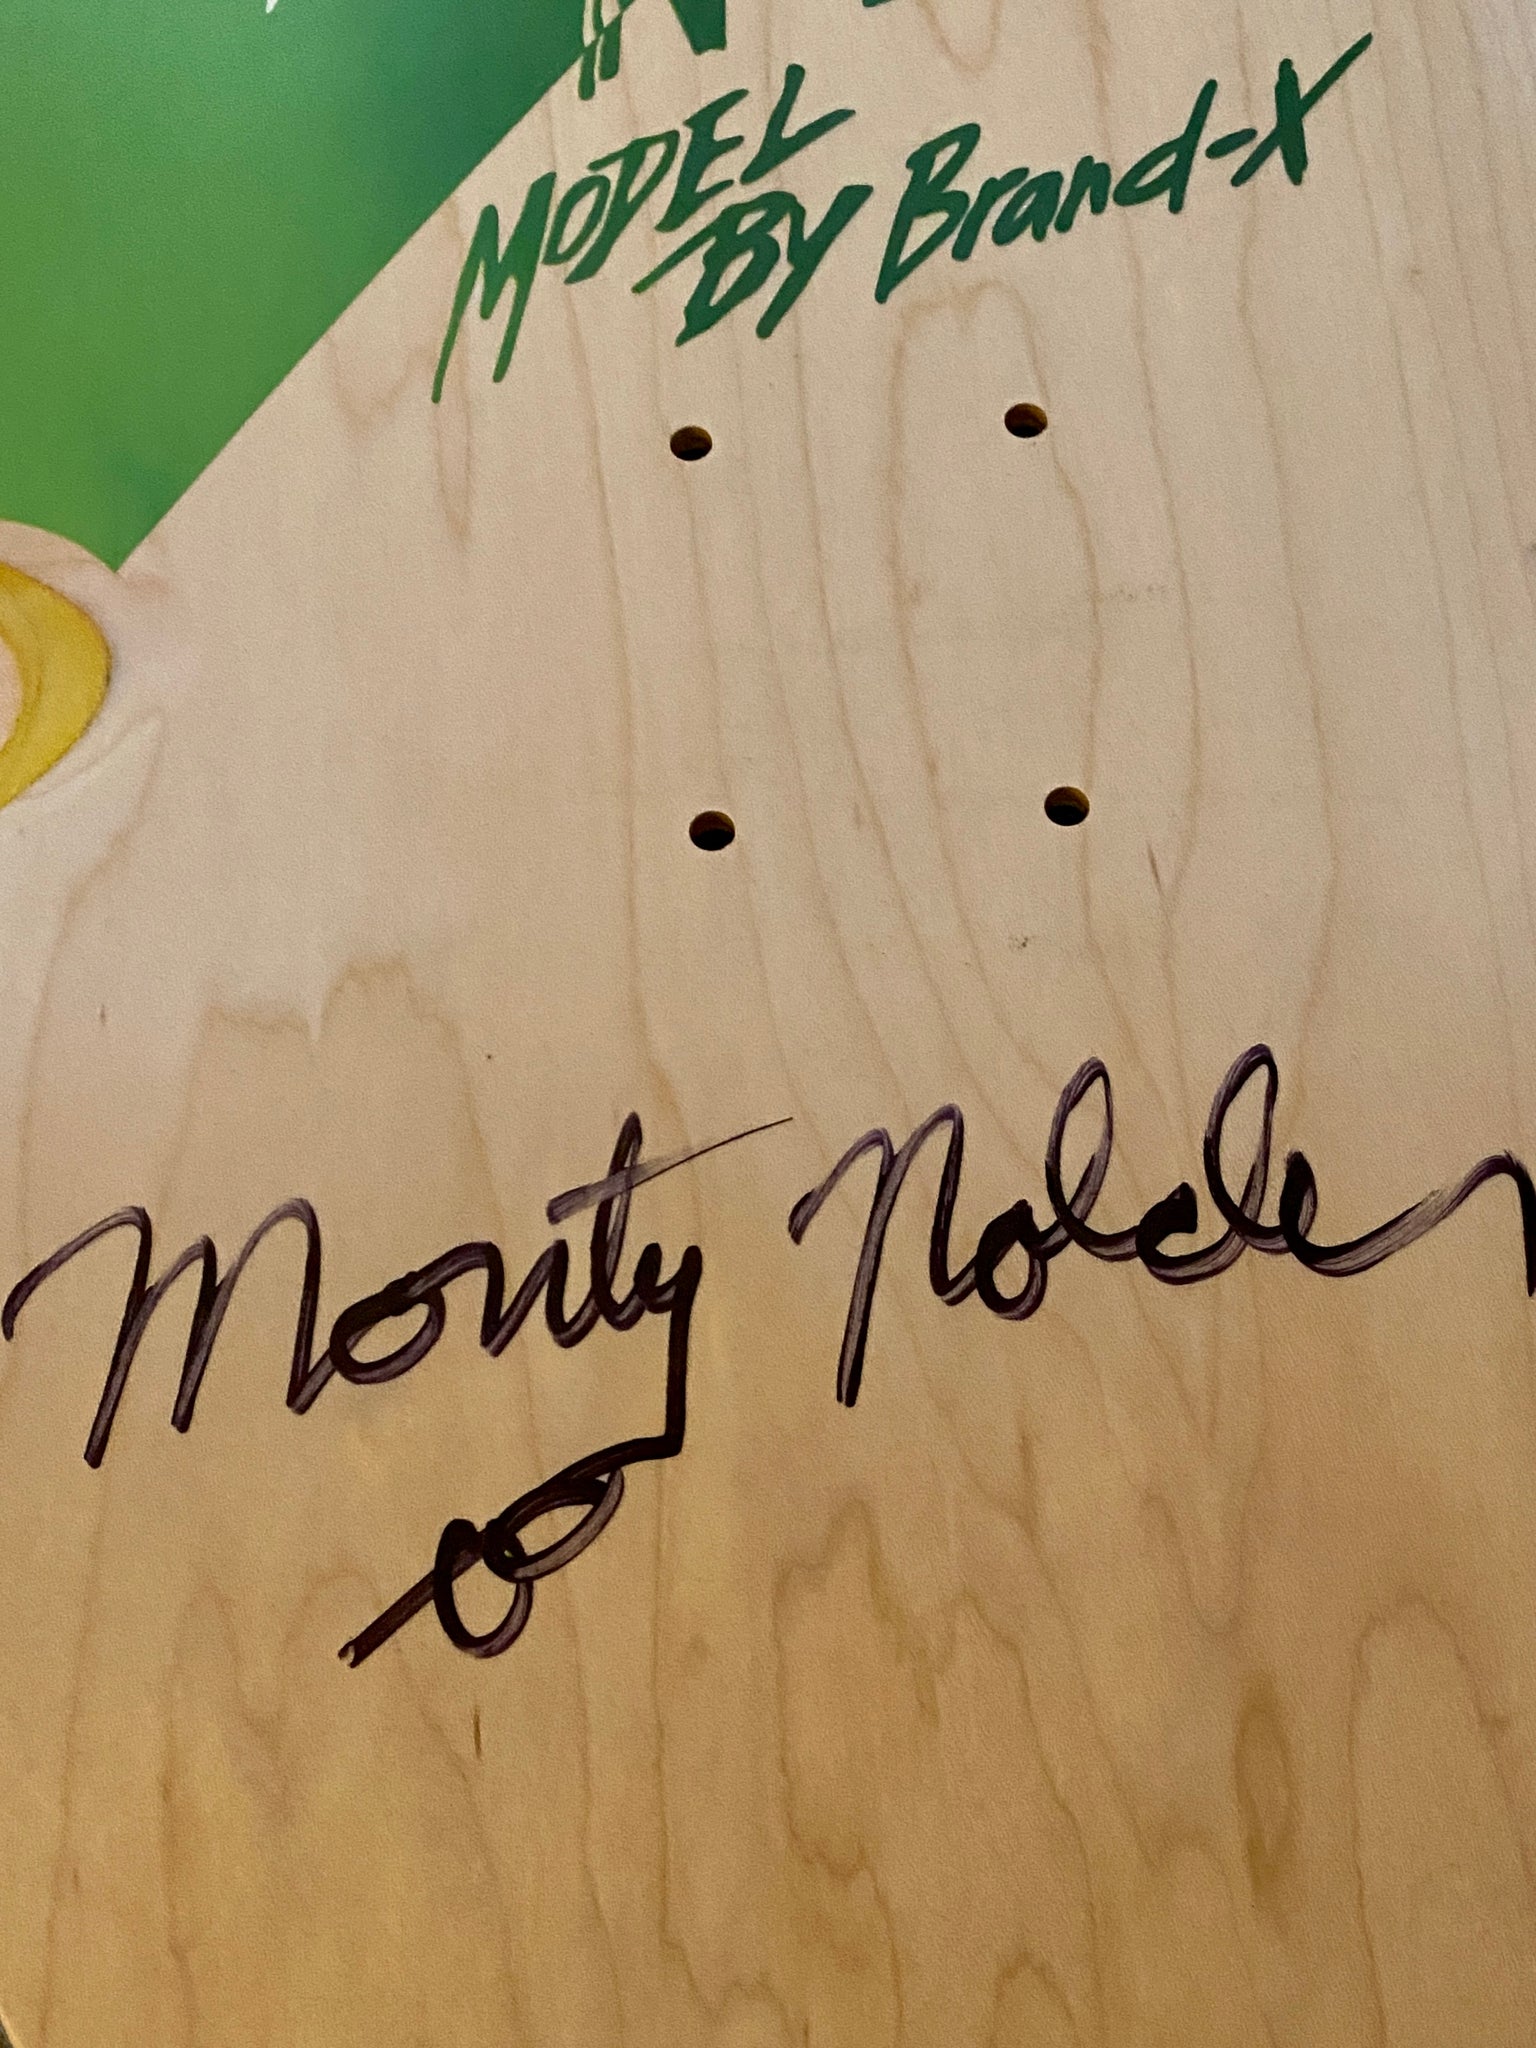 MODEL
By Brand-X
Monty Nolder